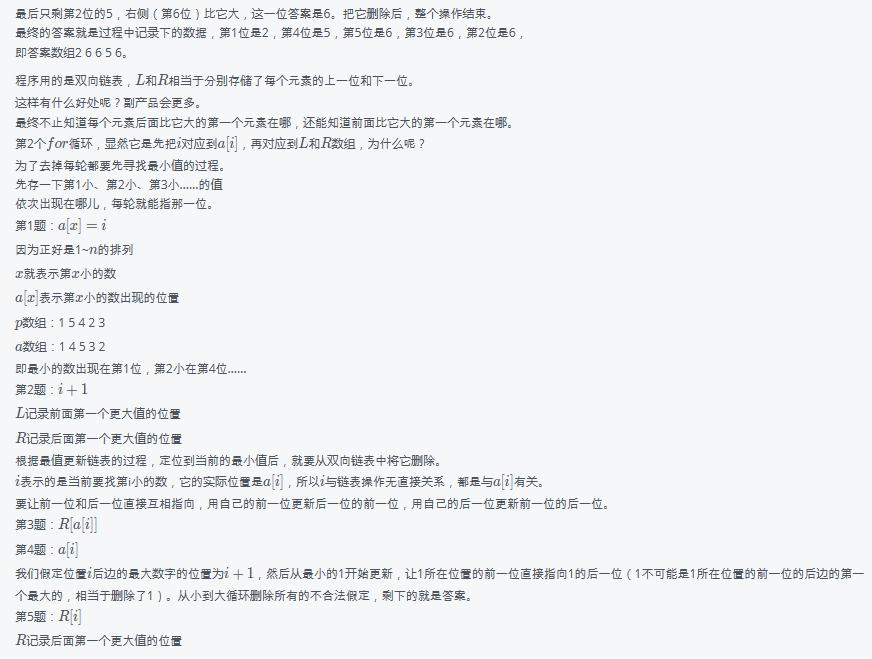 最后只剩第2位的5，右侧（第6位）比它大，这一位答案是6。把它删除后，整个操作结束。
最终的答案就是过程中记录下的数据，第1位是2，第4位是5，第5位是6，第3位是6，第2位是6，
即答案数组2 6 6 5 6。
程序用的是双向链表，L和R相当于分别存储了每个元素的上一位和下一位。
这样有什么好处呢？副产品会更多。
最终不止知道每个元素后面比它大的第一个元素在哪，还能知道前面比它大的第一个元素在哪。
第2个for循环，显然它是先把i对应到a[i]，再对应到L和R数组，为什么呢？
为了去掉每轮都要先寻找最小值的过程。
先存一下第1小、第2小、第3小……的值
依次出现在哪儿，每轮就能指那一位。
第1题：a[x] = i
因为正好是1~n的排列
x就表示第x小的数
a[x]表示第x小的数出现的位置
p数组：1 5 4 2 3
a数组：1 4 5 3 2
即最小的数出现在第1位，第2小在第4位……
第2题：i + 1
L记录前面第一个更大值的位置
R记录后面第一个更大值的位置
根据最值更新链表的过程，定位到当前的最小值后，就要从双向链表中将它删除。
i表示的是当前要找第i小的数，它的实际位置是a[i]，所以i与链表操作无直接关系，都是与a[i]有关。
要让前一位和后一位直接互相指向，用自己的前一位更新后一位的前一位，用自己的后一位更新前一位的后一位。
第3题：R[a[i]]
第4题：a[i]
我们假定位置i后边的最大数字的位置为i + 1，然后从最小的1开始更新，让1所在位置的前一位直接指向1的后一位（1不可能是1所在位置的前一位的后边的第一
个最大的，相当于删除了1）。从小到大循环删除所有的不合法假定，剩下的就是答案。
第5题：R[i]
R记录后面第一个更大值的位置